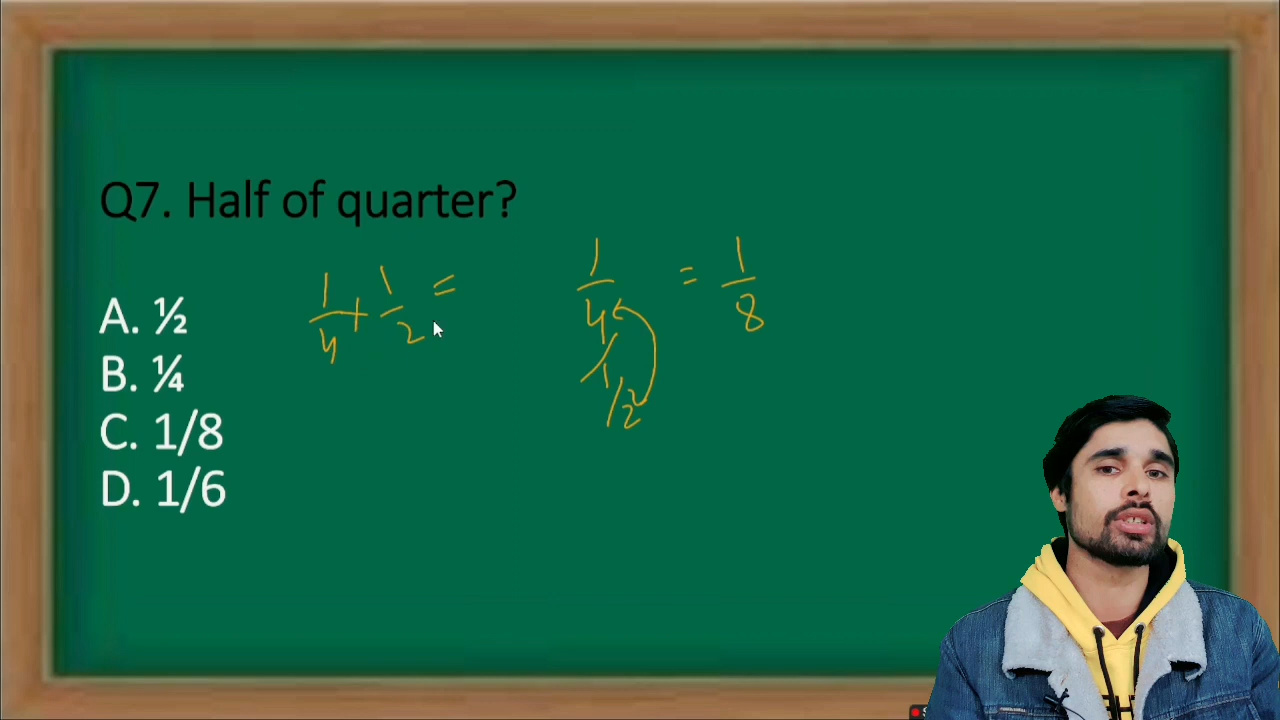 Q7. Half of quarter?
1/4 + 1/2 =
1/4 = 1/8
1/2
A. ½
B. ¼
C. 1/8
D. 1/6